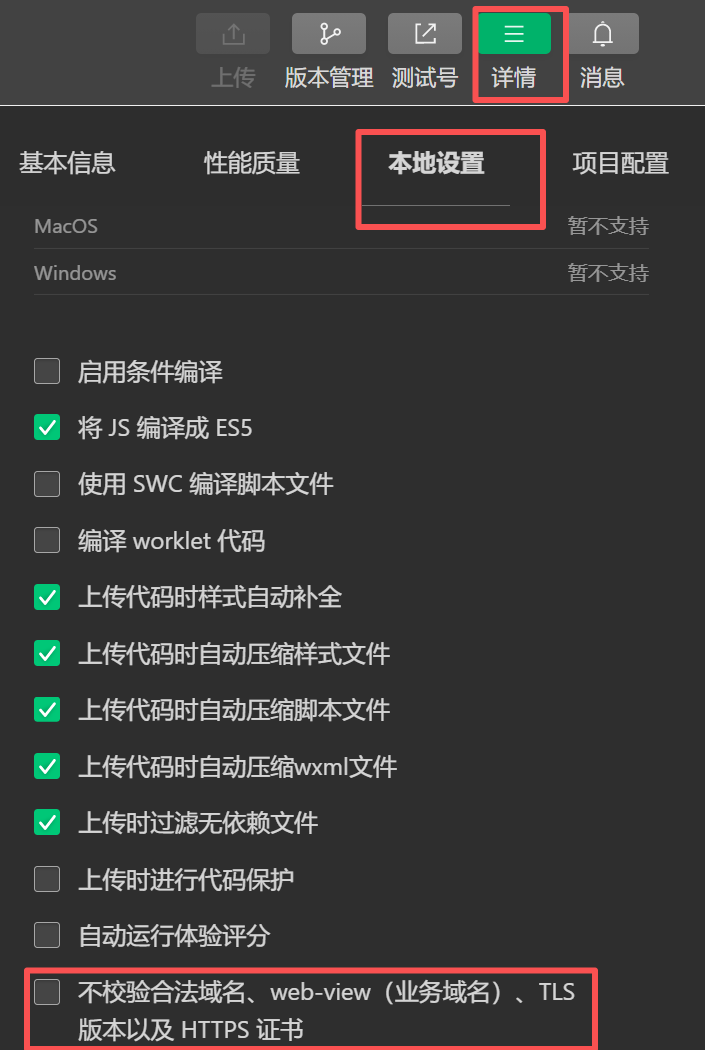 上传 版本管理 测试号 详情 消息
基本信息 性能质量 本地设置 项目配置
MacOS 暂不支持
Windows 暂不支持
启用条件编译
将 JS 编译成 ES5
使用 SWC 编译脚本文件
编译 worklet 代码
上传代码时样式自动补全
上传代码时自动压缩样式文件
上传代码时自动压缩脚本文件
上传代码时自动压缩wxml文件
上传时过滤无依赖文件
上传时进行代码保护
自动运行体验评分
不校验合法域名、web-view（业务域名）、TLS
版本以及 HTTPS 证书